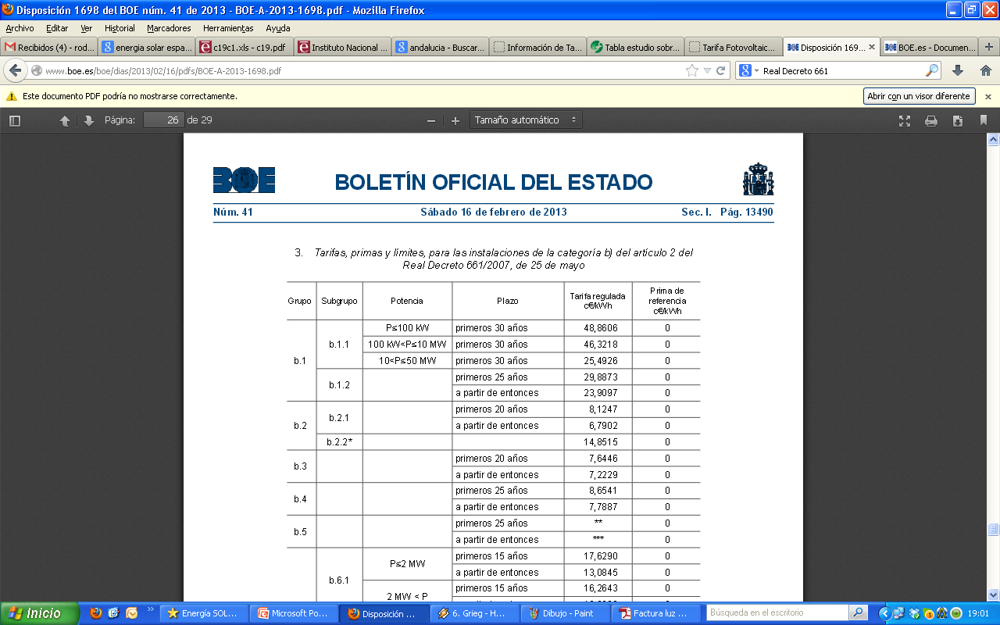 Disposición 1698 del BOE núm. 41 de 2013 - BOE-A-2013-1698.pdf - Mozilla Firefox
Archivo Editar Ver Historial Marcadores Herramientas Ayuda
Recibidos (4) - rod... energia solar espa... c19c1.xls - c19.pdf Instituto Nacional ... andalucia - Buscar... Información de Ta... Tabla estudio sobr... Tarifa Fotovoltaic... BOE Disposición 169... BOE BOE.es - Documen...
www.boe.es/boe/dias/2013/02/16/pdfs/BOE-A-2013-1698.pdf Real Decreto 661
Este documento PDF podría no mostrarse correctamente. Abrir con un visor diferente
Página: 26 de 29 Tamaño automático
BOE BOLETÍN OFICIAL DEL ESTADO
Núm. 41 Sábado 16 de febrero de 2013 Sec. I. Pág. 13490
3. Tarifas, primas y límites, para las instalaciones de la categoría b) del artículo 2 del
Real Decreto 661/2007, de 25 de mayo
Grupo Subgrupo Potencia Plazo Tarifa regulada c€/kWh Prima de referencia c€/kWh
b.1 b.1.1 P≤100 kW primeros 30 años 48,8606 0
100 kW<P≤10 MW primeros 30 años 46,3218 0
10<P≤50 MW primeros 30 años 25,4926 0
b.1.2 primeros 25 años 29,8873 0
a partir de entonces 23,9097 0
b.2 b.2.1 primeros 20 años 8,1247 0
a partir de entonces 6,7902 0
b.2.2* 14,8515 0
b.3 primeros 20 años 7,6446 0
a partir de entonces 7,2229 0
b.4 primeros 25 años 8,6541 0
a partir de entonces 7,7887 0
b.5 primeros 25 años ** 0
a partir de entonces *** 0
b.6.1 P≤2 MW primeros 15 años 17,6290 0
a partir de entonces 13,0845 0
2 MW < P primeros 15 años 16,2643 0
Inicio Energía SOL... Microsoft Po... Disposición ... 6. Grieg - H... Dibujo - Paint Factura luz ... Búsqueda en el escritorio 19:01